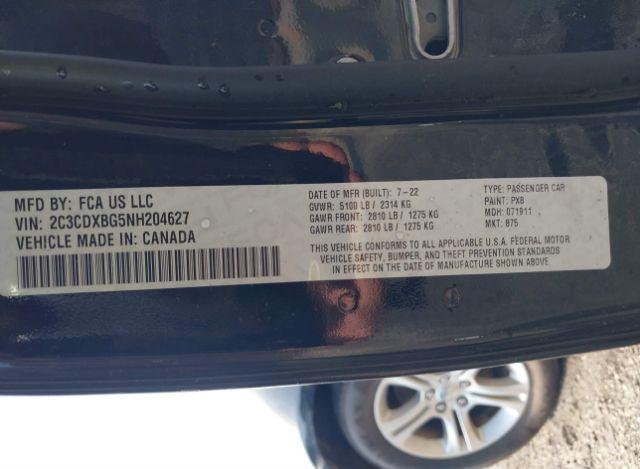 MFD BY: FCA US LLC
VIN: 2C3CDXBG5NH204627
VEHICLE MADE IN: CANADA
DATE OF MFR (BUILT): 7-22
GVWR: 5100 LB / 2314 KG
GAWR FRONT: 2810 LB / 1275 KG
GAWR REAR: 2810 LB / 1275 KG
TYPE: PASSENGER CAR
PAINT: PX8
MDH: 071911
MKT: 875
THIS VEHICLE CONFORMS TO ALL APPLICABLE U.S.A. FEDERAL MOTOR
VEHICLE SAFETY, BUMPER, AND THEFT PREVENTION STANDARDS
IN EFFECT ON THE DATE OF MANUFACTURE SHOWN ABOVE.